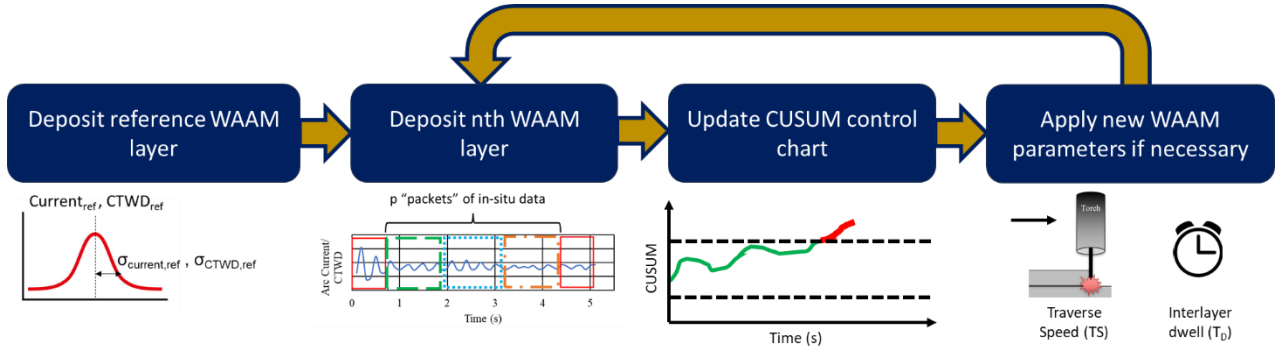 Deposit reference WAAM
layer
Deposit nth WAAM
layer
Update CUSUM control
chart
Apply new WAAM
parameters if necessary
Current_ref , CTWD_ref
σ_current,ref , σ_CTWD,ref
p “packets” of in-situ data
Arc Current/
CTWD
0 1 2 3 4 5
Time (s)
CUSUM
Time (s)
Torch
Traverse
Speed (TS)
Interlayer
dwell (T_D)